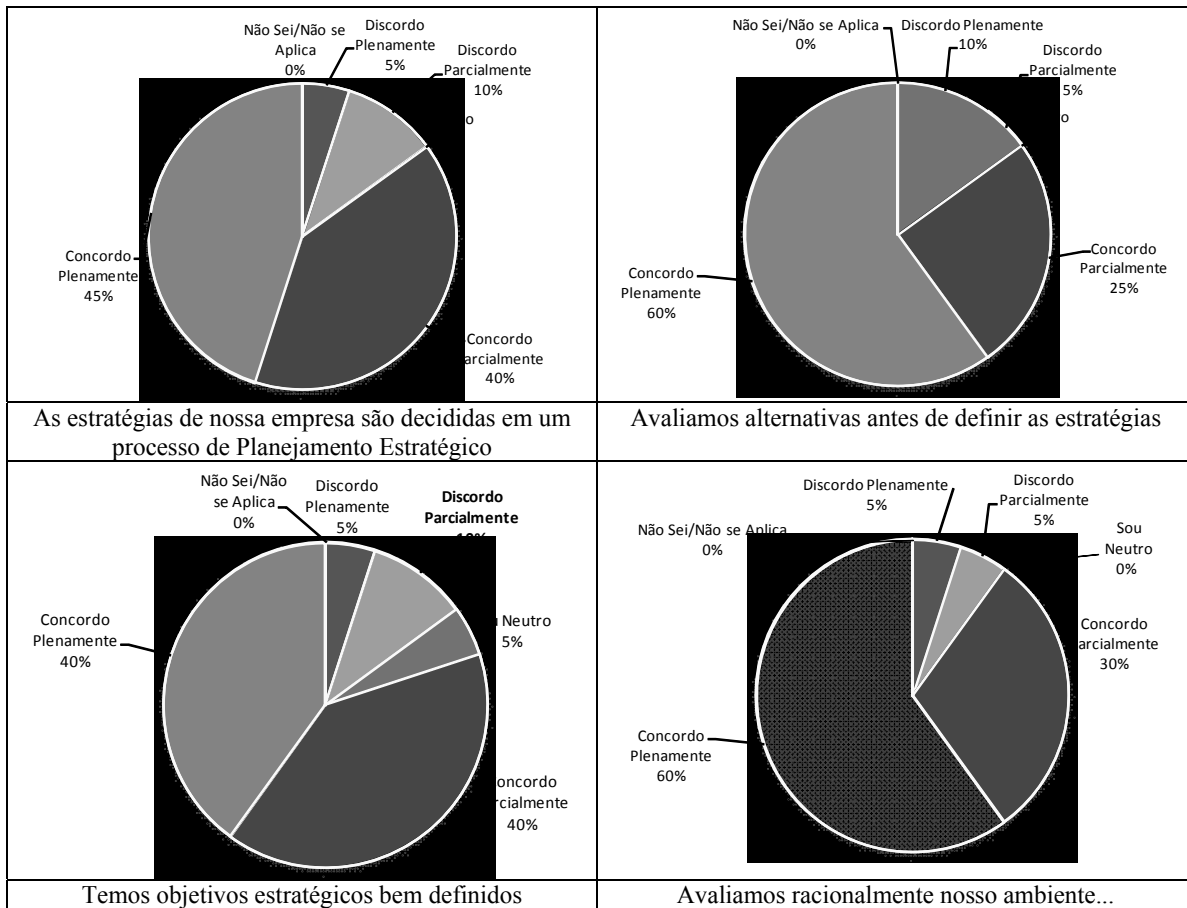 Não Sei/Não se
Aplica
0%
Discordo
Plenamente
5%
Discordo
Parcialmente
10%
o
Concordo
Plenamente
45%
Concordo
arcialmente
40%
As estratégias de nossa empresa são decididas em um
processo de Planejamento Estratégico
Não Sei/Não se Aplica
0%
Discordo Plenamente
10%
Discordo
Parcialmente
5%
o
Concordo
Parcialmente
25%
Concordo
Plenamente
60%
Avaliamos alternativas antes de definir as estratégias
Não Sei/Não
se Aplica
0%
Discordo
Plenamente
5%
Discordo
Parcialmente
Neutro
5%
Concordo
Plenamente
40%
oncordo
rcialmente
40%
Temos objetivos estratégicos bem definidos
Discordo Plenamente
5%
Discordo
Parcialmente
5%
Não Sei/Não se Aplica
0%
Sou
Neutro
0%
Concordo
arcialmente
30%
Concordo
Plenamente
60%
Avaliamos racionalmente nosso ambiente...